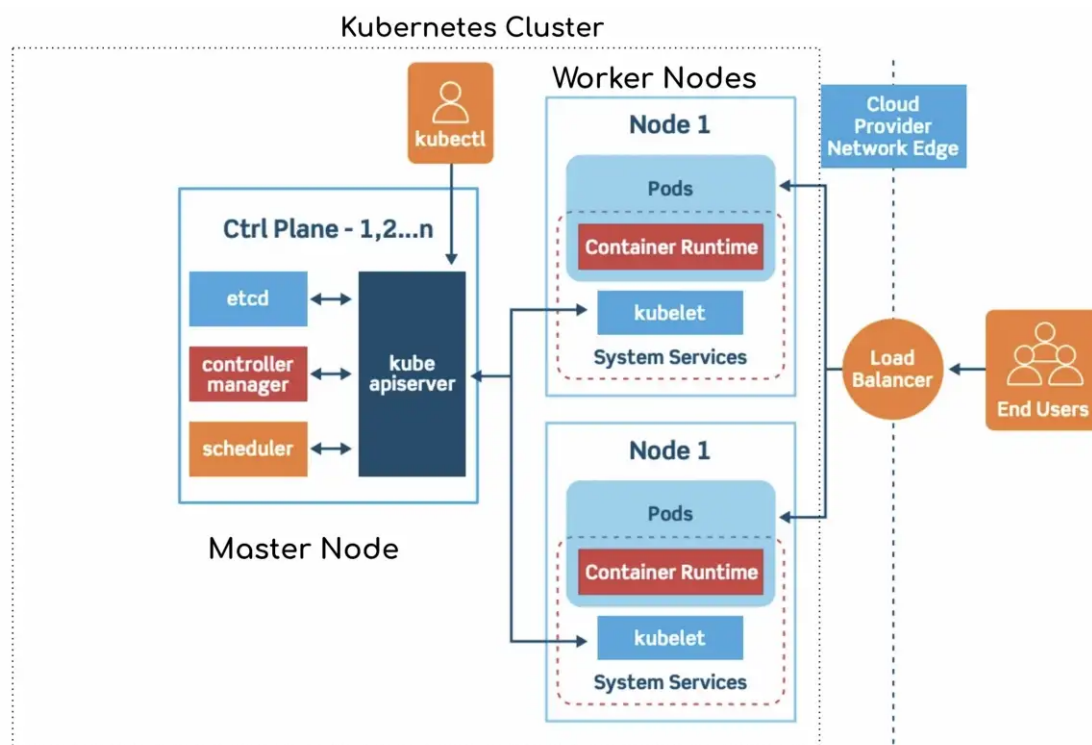 Kubernetes Cluster
kubectl
Worker Nodes
Cloud
Provider
Network Edge
Node 1
Pods
Container Runtime
kubelet
System Services
Ctrl Plane - 1,2...n
etcd
controller
manager
scheduler
kube
apiserver
Master Node
Load
Balancer
End Users
Node 1
Pods
Container Runtime
kubelet
System Services